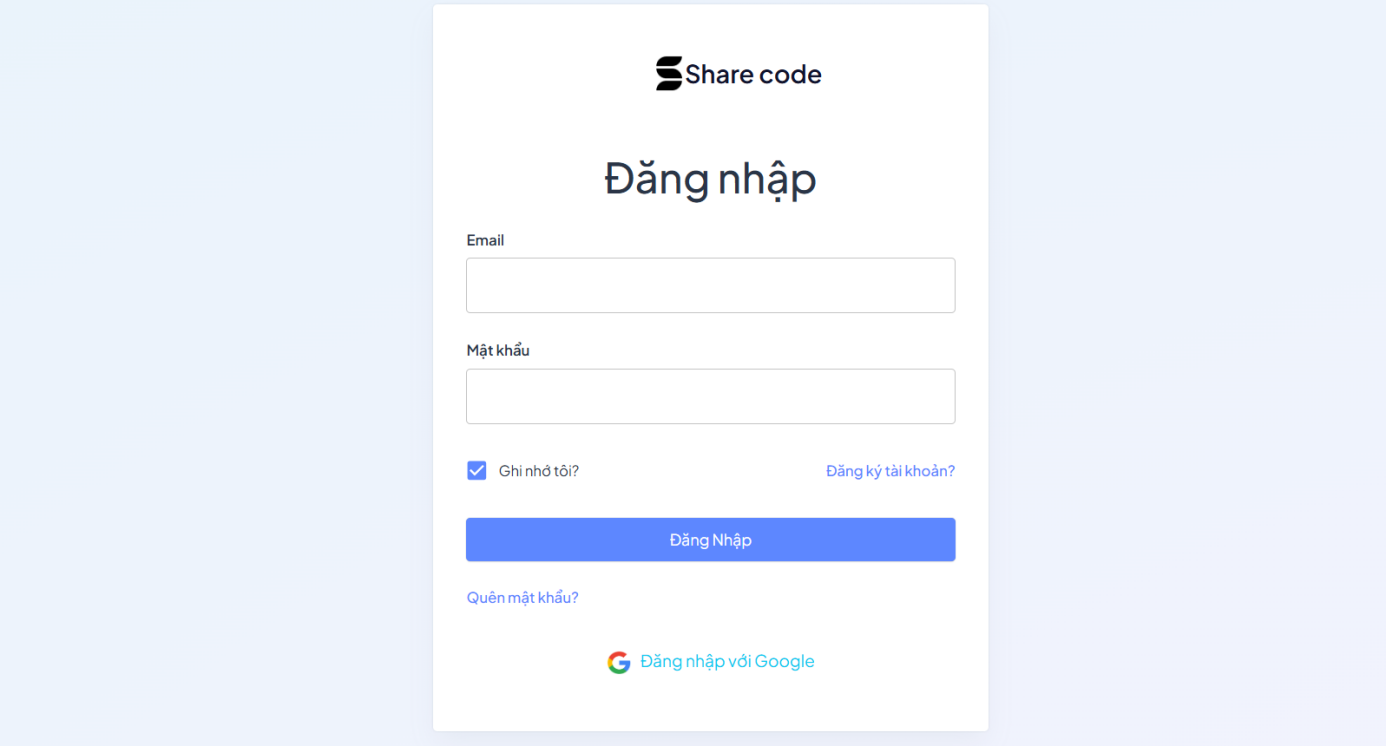 Share code
Đăng nhập
Email
Mật khẩu
Ghi nhớ tôi? Đăng ký tài khoản?
Đăng Nhập
Quên mật khẩu?
Đăng nhập với Google